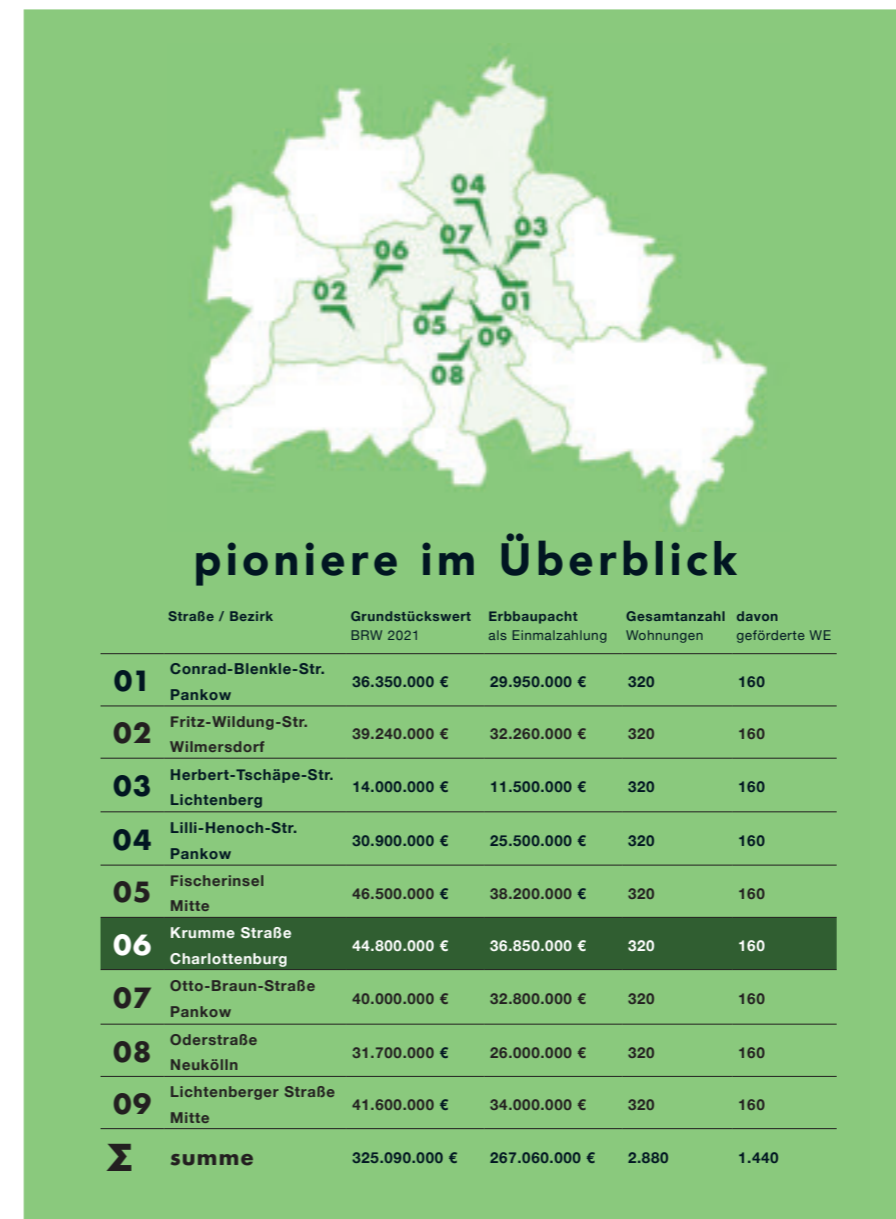 04
03
07
06
02
01
05
09
08
pioniere im Überblick
Straße / Bezirk Grundstückswert Erbbaupacht Gesamtanzahl davon
BRW 2021 als Einmalzahlung Wohnungen geförderte WE
Conrad-Blenkle-Str.
01 36.350.000 € 29.950.000 € 320 160
Pankow
Fritz-Wildung-Str.
02 39.240.000 € 32.260.000 € 320 160
Wilmersdorf
Herbert-Tschäpe-Str.
03 14.000.000 € 11.500.000 € 320 160
Lichtenberg
Lilli-Henoch-Str.
04 30.900.000 € 25.500.000 € 320 160
Pankow
Fischerinsel
05 46.500.000 € 38.200.000 € 320 160
Mitte
Krumme Straße
06 44.800.000 € 36.850.000 € 320 160
Charlottenburg
Otto-Braun-Straße
07 40.000.000 € 32.800.000 € 320 160
Pankow
Oderstraße
08 31.700.000 € 26.000.000 € 320 160
Neukölln
Lichtenberger Straße
09 41.600.000 € 34.000.000 € 320 160
Mitte
Σ summe 325.090.000 € 267.060.000 € 2.880 1.440